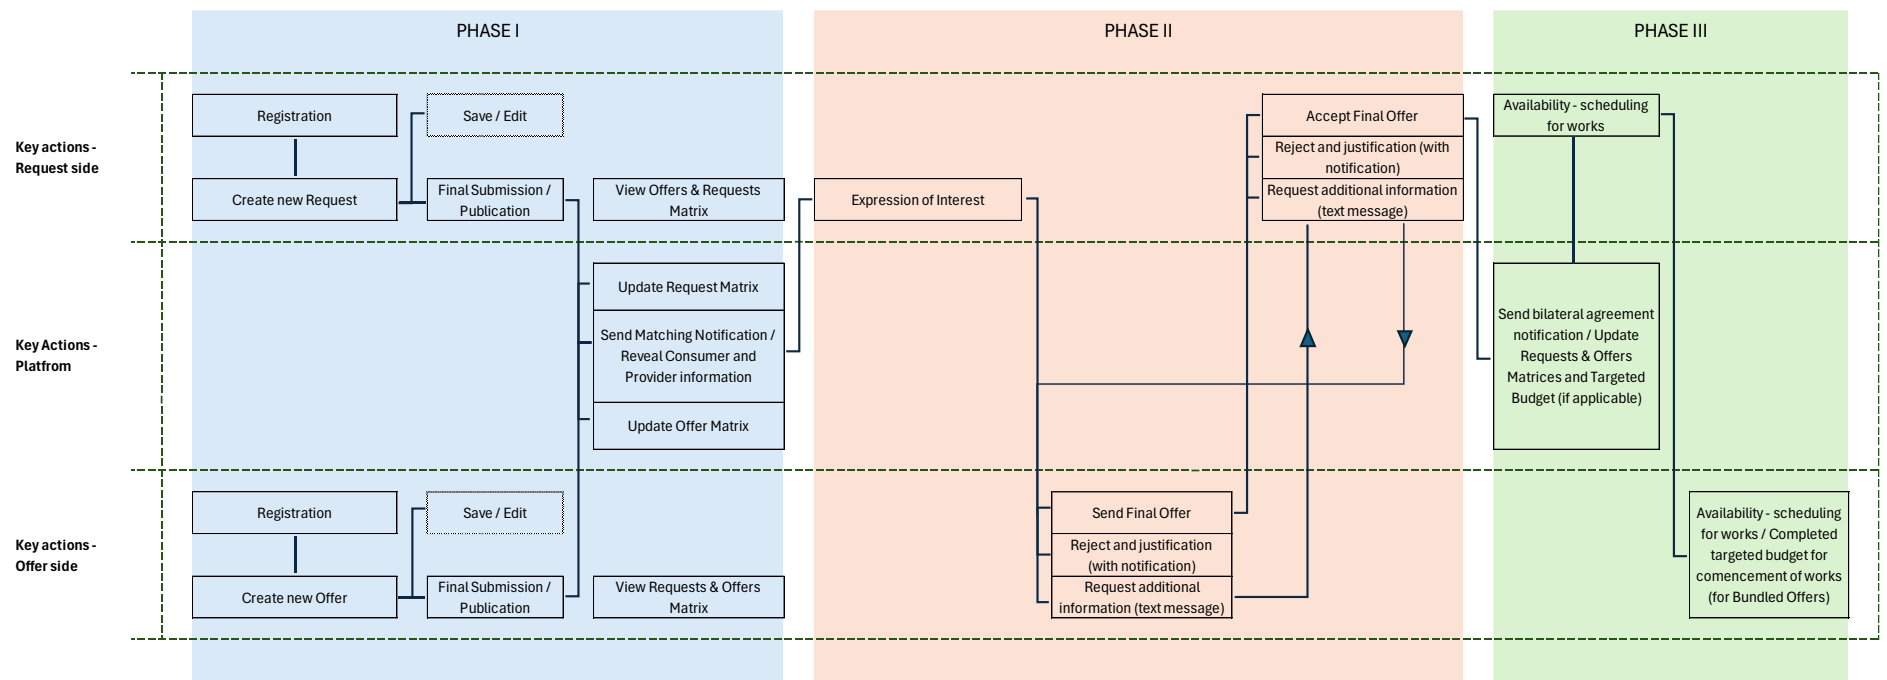 PHASE I
PHASE II
PHASE III
Key actions -
Request side
Registration
Save / Edit
Create new Request
Final Submission /
Publication
View Offers & Requests
Matrix
Expression of Interest
Accept Final Offer
Reject and justification (with
notification)
Request additional information
(text message)
Availability - scheduling
for works
Key Actions -
Platfrom
Update Request Matrix
Send Matching Notification /
Reveal Consumer and
Provider information
Update Offer Matrix
Send bilateral agreement
notification / Update
Requests & Offers
Matrices and Targeted
Budget (if applicable)
Key actions -
Offer side
Registration
Save / Edit
Create new Offer
Final Submission /
Publication
View Requests & Offers
Matrix
Send Final Offer
Reject and justification
(with notification)
Request additional
information (text message)
Availability - scheduling
for works / Completed
targeted budget for
comencement of works
(for Bundled Offers)